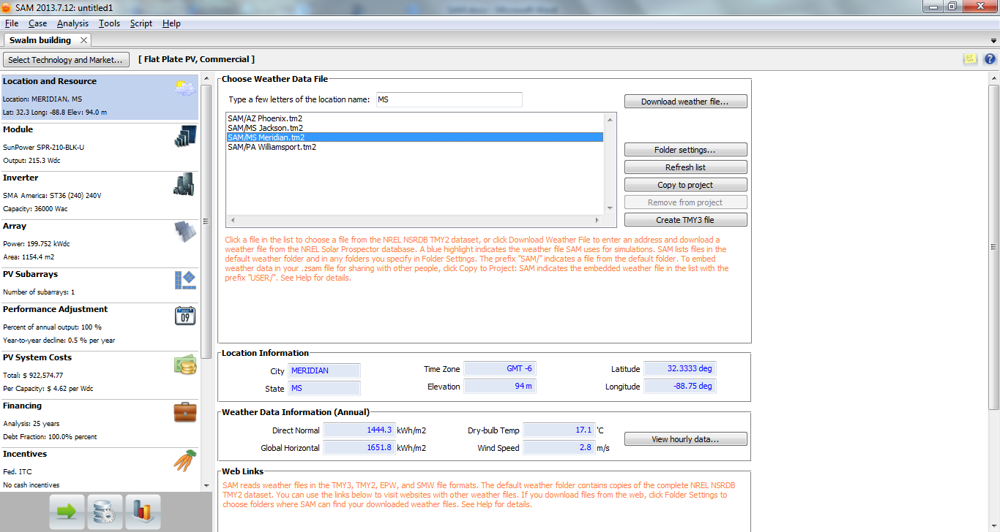 SAM 2013.7.12: untitled1
File Case Analysis Tools Script Help
Swalm building
Select Technology and Market... [ Flat Plate PV, Commercial ]
Location and Resource
Location: MERIDIAN, MS
Lat: 32.3 Long: -88.8 Elev: 94.0 m
Module
SunPower SPR-210-BLK-U
Output: 215.3 Wdc
Inverter
SMA America: ST36 (240) 240V
Capacity: 36000 Wac
Array
Power: 199.752 kWdc
Area: 1154.4 m2
PV Subarrays
Number of subarrays: 1
Performance Adjustment
Percent of annual output: 100 %
Year-to-year decline: 0.5 % per year
09
PV System Costs
Total: $ 922,574.77
Per Capacity: $ 4.62 per Wdc
Financing
Analysis: 25 years
Debt Fraction: 100.0% percent
Incentives
Fed. ITC
No cash incentives
Choose Weather Data File
Type a few letters of the location name: MS
Download weather file...
SAM/AZ Phoenix.tm2
SAM/MS Jackson.tm2
SAM/MS Meridian.tm2
SAM/PA Williamsport.tm2
Folder settings...
Refresh list
Copy to project
Remove from project
Create TMY3 file
Click a file in the list to choose a file from the NREL NSRDB TMY2 dataset, or click Download Weather File to enter an address and download a
weather file from the NREL Solar Prospector database. A blue highlight indicates the weather file SAM uses for simulations. SAM lists files in the
default weather folder and in any folders you specify in Folder Settings. The prefix "SAM/" indicates a file from the default folder. To embed
weather data in your .zsam file for sharing with other people, click Copy to Project: SAM indicates the embedded weather file in the list with the
prefix "USER/". See Help for details.
Location Information
City MERIDIAN Time Zone GMT -6 Latitude 32.3333 deg
State MS Elevation 94 m Longitude -88.75 deg
Weather Data Information (Annual)
Direct Normal 1444.3 kWh/m2 Dry-bulb Temp 17.1 'C
Global Horizontal 1651.8 kWh/m2 Wind Speed 2.8 m/s
View hourly data...
Web Links
SAM reads weather files in the TMY3, TMY2, EPW, and SMW file formats. The default weather folder contains copies of the complete NREL NSRDB
TMY2 dataset. You can use the links below to visit websites with other weather files. If you download files from the web, click Folder Settings to
choose folders where SAM can find your downloaded weather files. See Help for details.